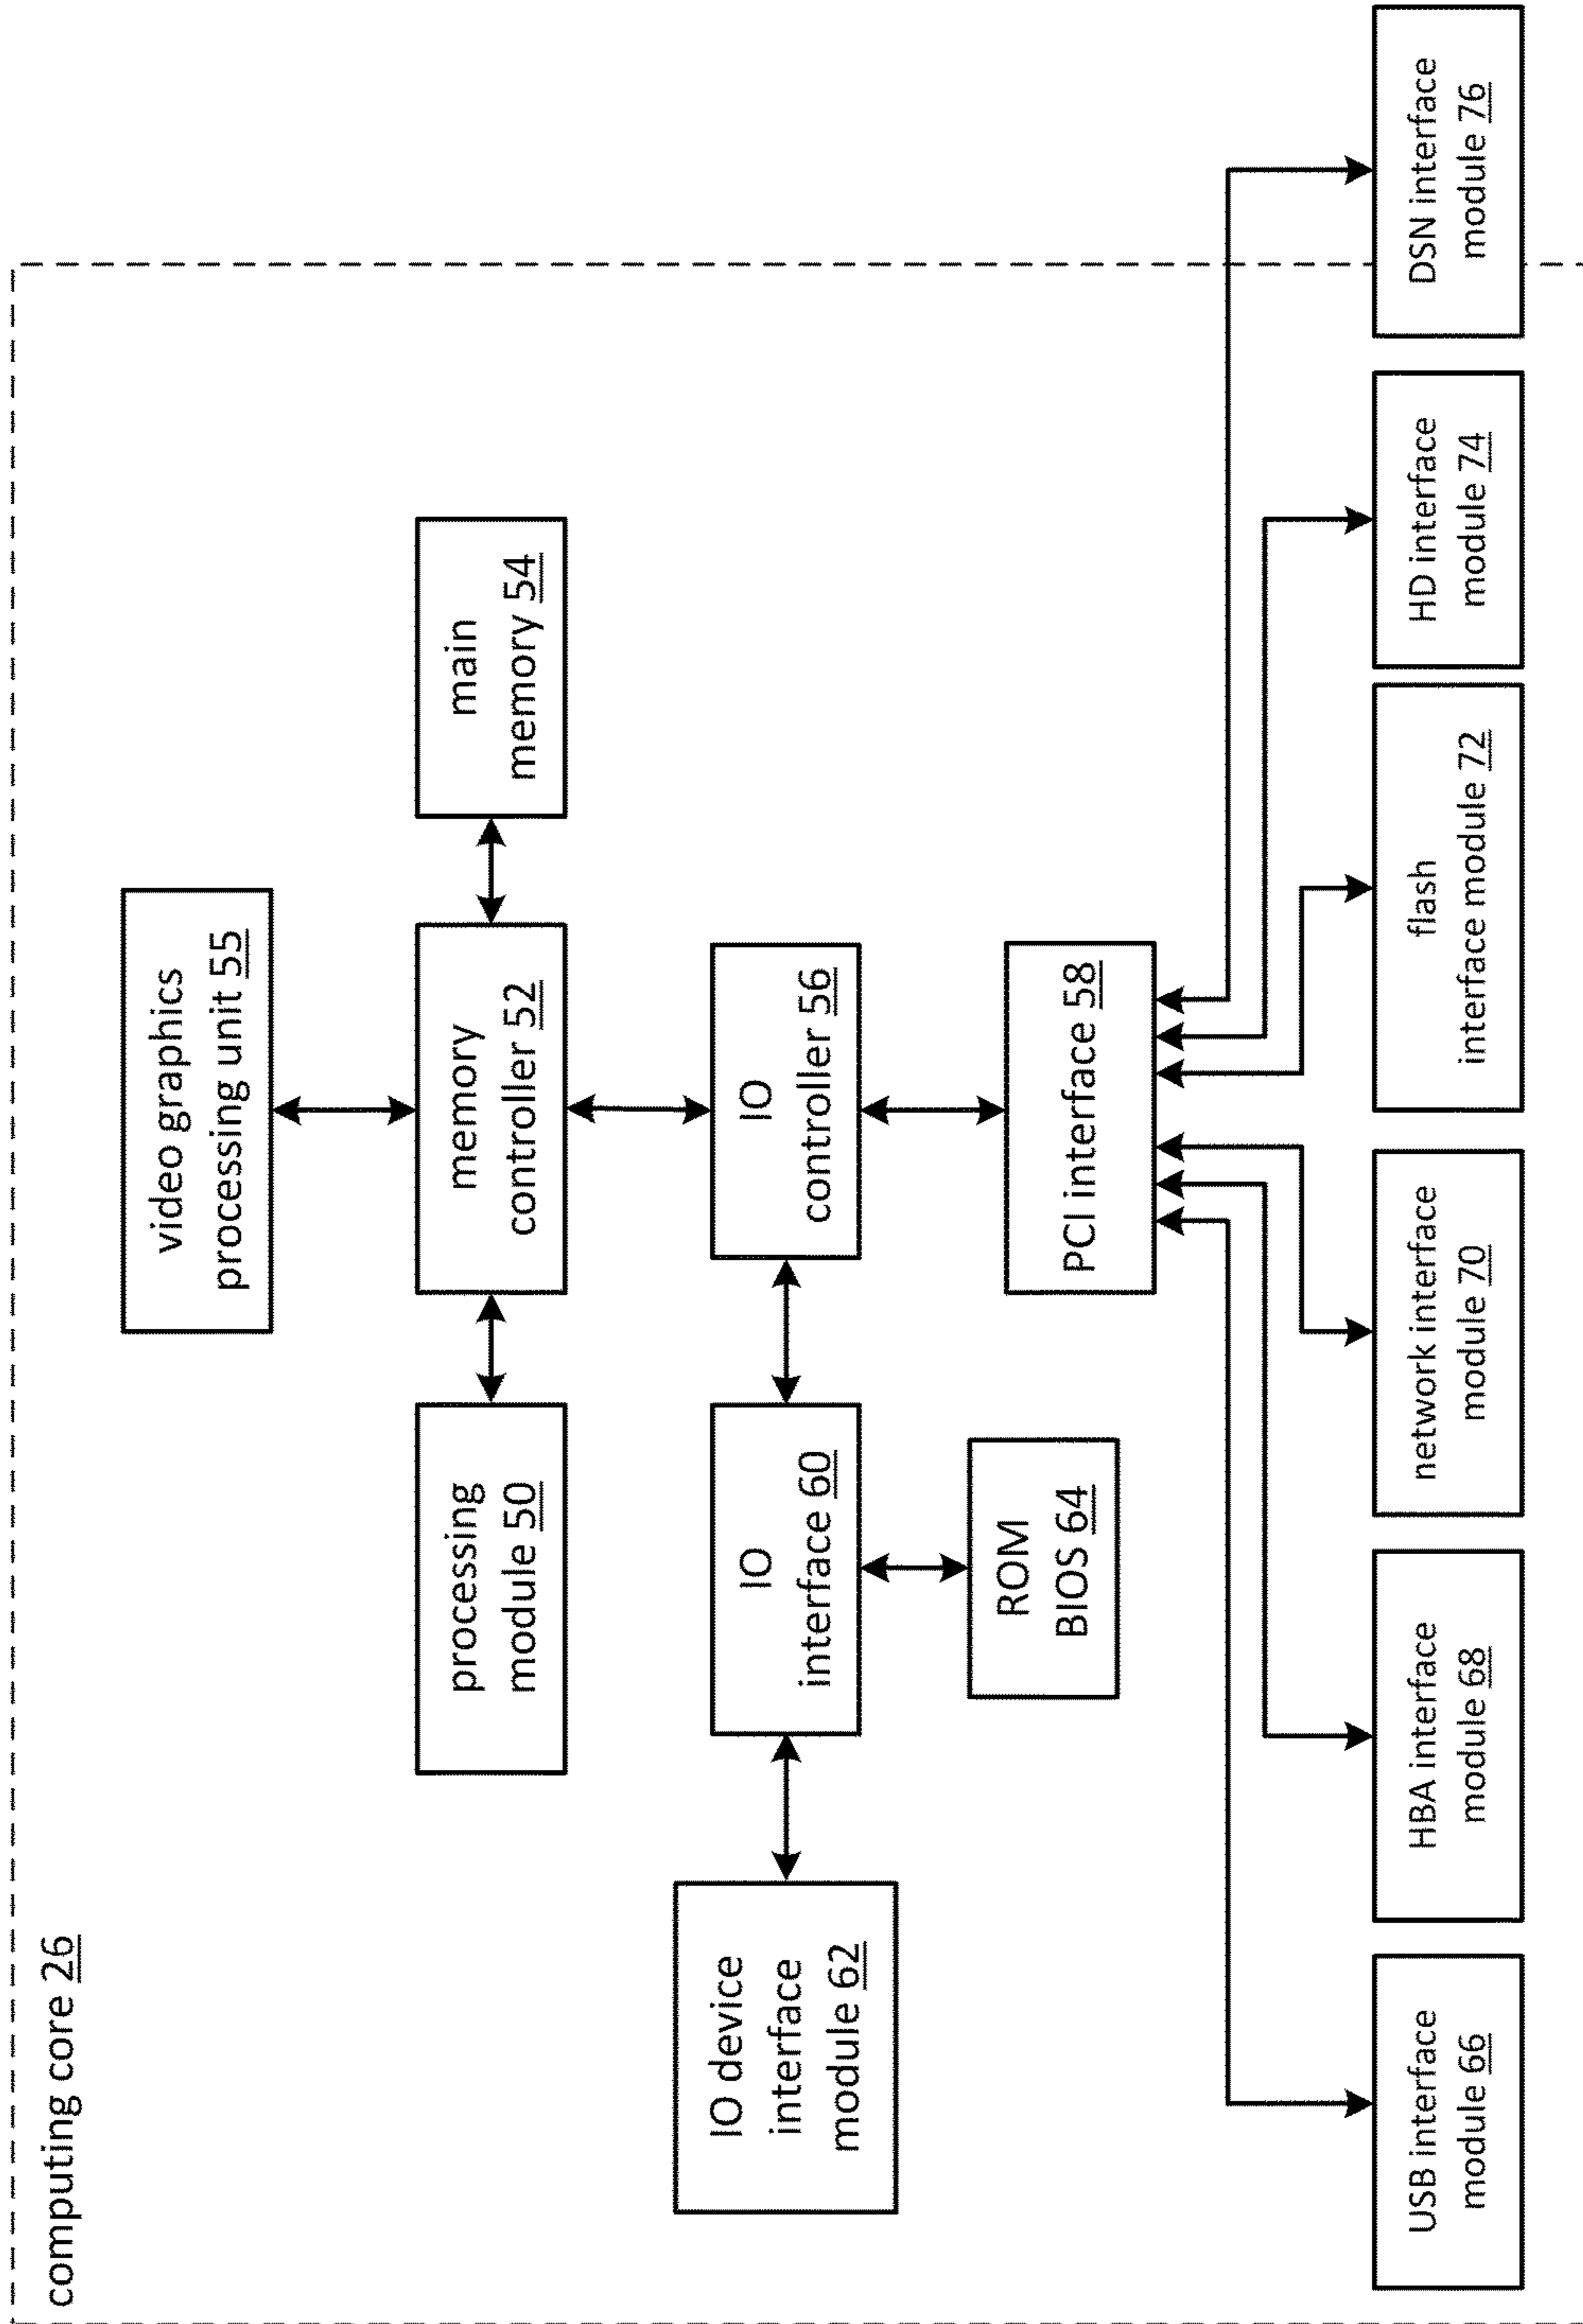 computing core 26
video graphics
processing unit 55
processing
module 50
memory
controller 52
main
memory 54
IO device
interface
module 62
IO
interface 60
IO
controller 56
ROM
BIOS 64
PCI interface 58
USB interface
module 66
HBA interface
module 68
network interface
module 70
flash
interface module 72
HD interface
module 74
DSN interface
module 76